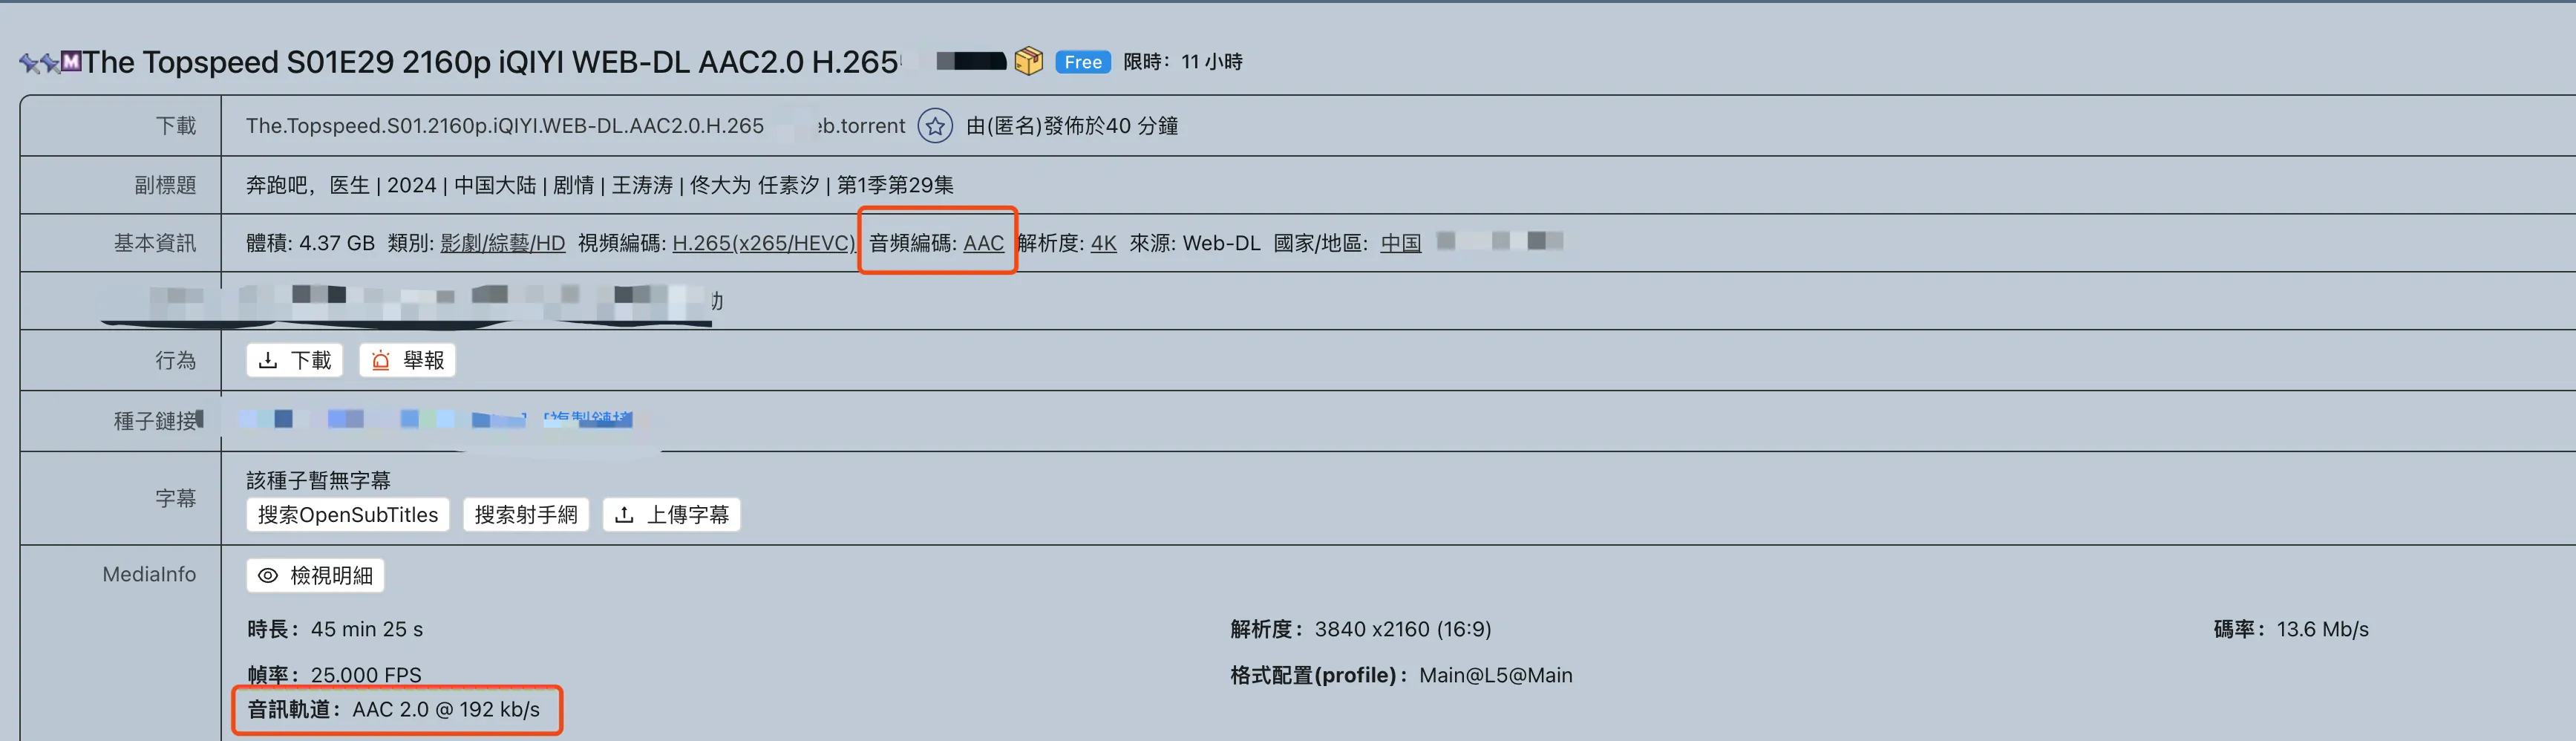 The Topspeed S01E29 2160p iQIYI WEB-DL AAC2.0 H.265 Free 限時：11 小時
下載 The.Topspeed.S01.2160p.iQIYI.WEB-DL.AAC2.0.H.265 eb.torrent 由(匿名)發佈於40 分鐘
副標題 奔跑吧，医生 | 2024 | 中国大陆 | 剧情 | 王涛涛 | 佟大为 任素汐 | 第1季第29集
基本資訊 體積: 4.37 GB 類別: 影劇/綜藝/HD 視頻編碼: H.265(x265/HEVC) 音頻編碼: AAC 解析度: 4K 來源: Web-DL 國家/地區: 中国
行為 下載 舉報
種子鏈接 [複製鏈接
字幕 該種子暫無字幕
搜索OpenSubTitles 搜索射手網 上傳字幕
MediaInfo 檢視明細
時長： 45 min 25 s 解析度： 3840 x2160 (16:9) 碼率： 13.6 Mb/s
幀率： 25.000 FPS 格式配置(profile)： Main@L5@Main
音訊軌道： AAC 2.0 @ 192 kb/s